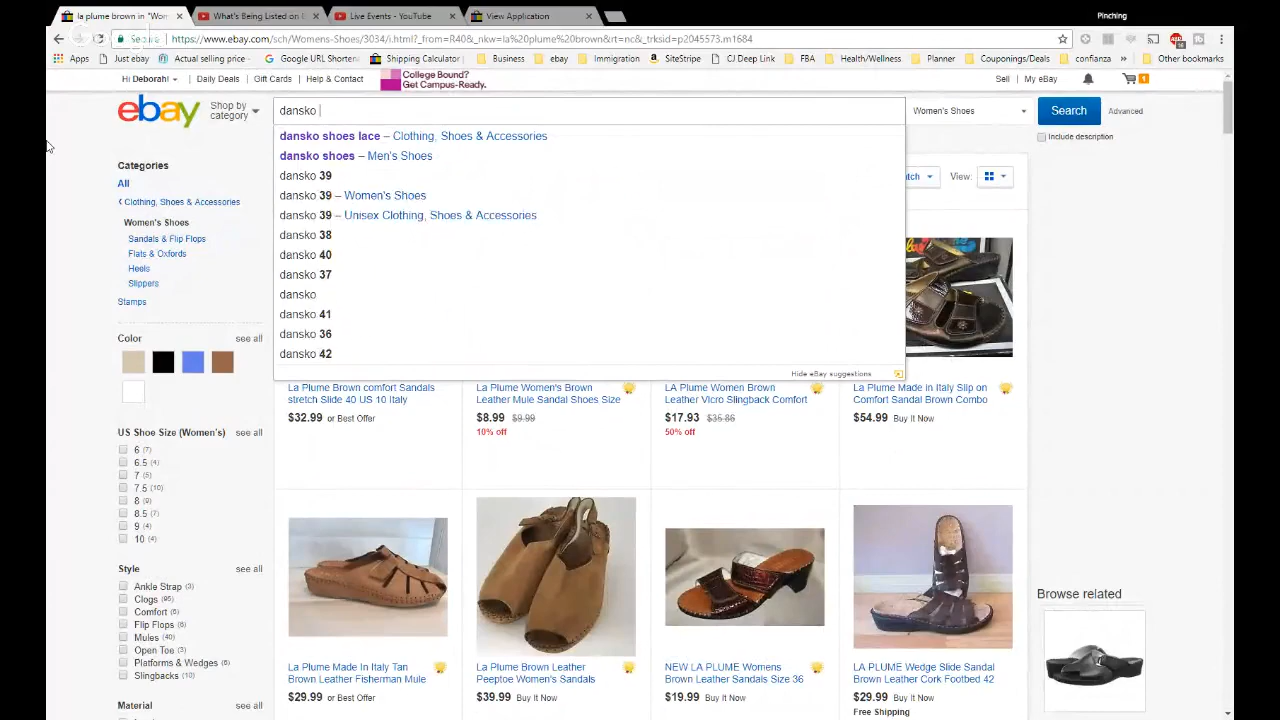 Pinching
la plume brown in "Wom
What's Being Listed on
Live Events - YouTube
View Application
Secure
https://www.ebay.com/sch/Womens-Shoes/3034/i.html?_from=R40&_nkw=la%20plume%20brown&rt=nc&_trksid=p2045573.m1684
Apps
Just ebay
Actual selling price -
Google URL Shortener
Shipping Calculator
Business
ebay
Immigration
SiteStripe
CJ Deep Link
FBA
Health/Wellness
Planner
Coupons/Deals
confianza
Other bookmarks
Hi Deborah!
Daily Deals
Gift Cards
Help & Contact
College Bound?
Get Campus-Ready.
Sell
My eBay
1
ebay
Shop by
category
dansko
Women's Shoes
Search
Advanced
Include description
dansko shoes lace – Clothing, Shoes & Accessories
dansko shoes – Men's Shoes
dansko 39
dansko 39 – Women's Shoes
dansko 39 – Unisex Clothing, Shoes & Accessories
dansko 38
dansko 40
dansko 37
dansko
dansko 41
dansko 36
dansko 42
Hide eBay suggestions
tch
View:
Categories
All
Clothing, Shoes & Accessories
Women's Shoes
Sandals & Flip Flops
Flats & Oxfords
Heels
Slippers
Stamps
Color
see all
US Shoe Size (Women's)
see all
6 (7)
6.5 (4)
7 (5)
7.5 (10)
8 (9)
8.5 (7)
9 (4)
10 (4)
Style
see all
Ankle Strap (3)
Clogs (95)
Comfort (6)
Flip Flops (6)
Mules (40)
Open Toe (3)
Platforms & Wedges (6)
Slingbacks (10)
Material
see all
La Plume Brown comfort Sandals
stretch Slide 40 US 10 Italy
$32.99 or Best Offer
La Plume Women's Brown
Leather Mule Sandal Shoes Size
$8.99 $9.99
10% off
LA Plume Women Brown
Leather Vlcro Slingback Comfort
$17.93 $35.86
50% off
La Plume Made in Italy Slip on
Comfort Sandal Brown Combo
$54.99 Buy It Now
La Plume Made In Italy Tan
Brown Leather Fisherman Mule
$29.99 or Best Offer
La Plume Brown Leather
Peeptoe Women's Sandals
$39.99 Buy It Now
NEW LA PLUME Womens
Brown Leather Sandals Size 36
$19.99 Buy It Now
LA PLUME Wedge Slide Sandal
Brown Leather Cork Footbed 42
$29.99 Buy It Now
Free Shipping
Browse related